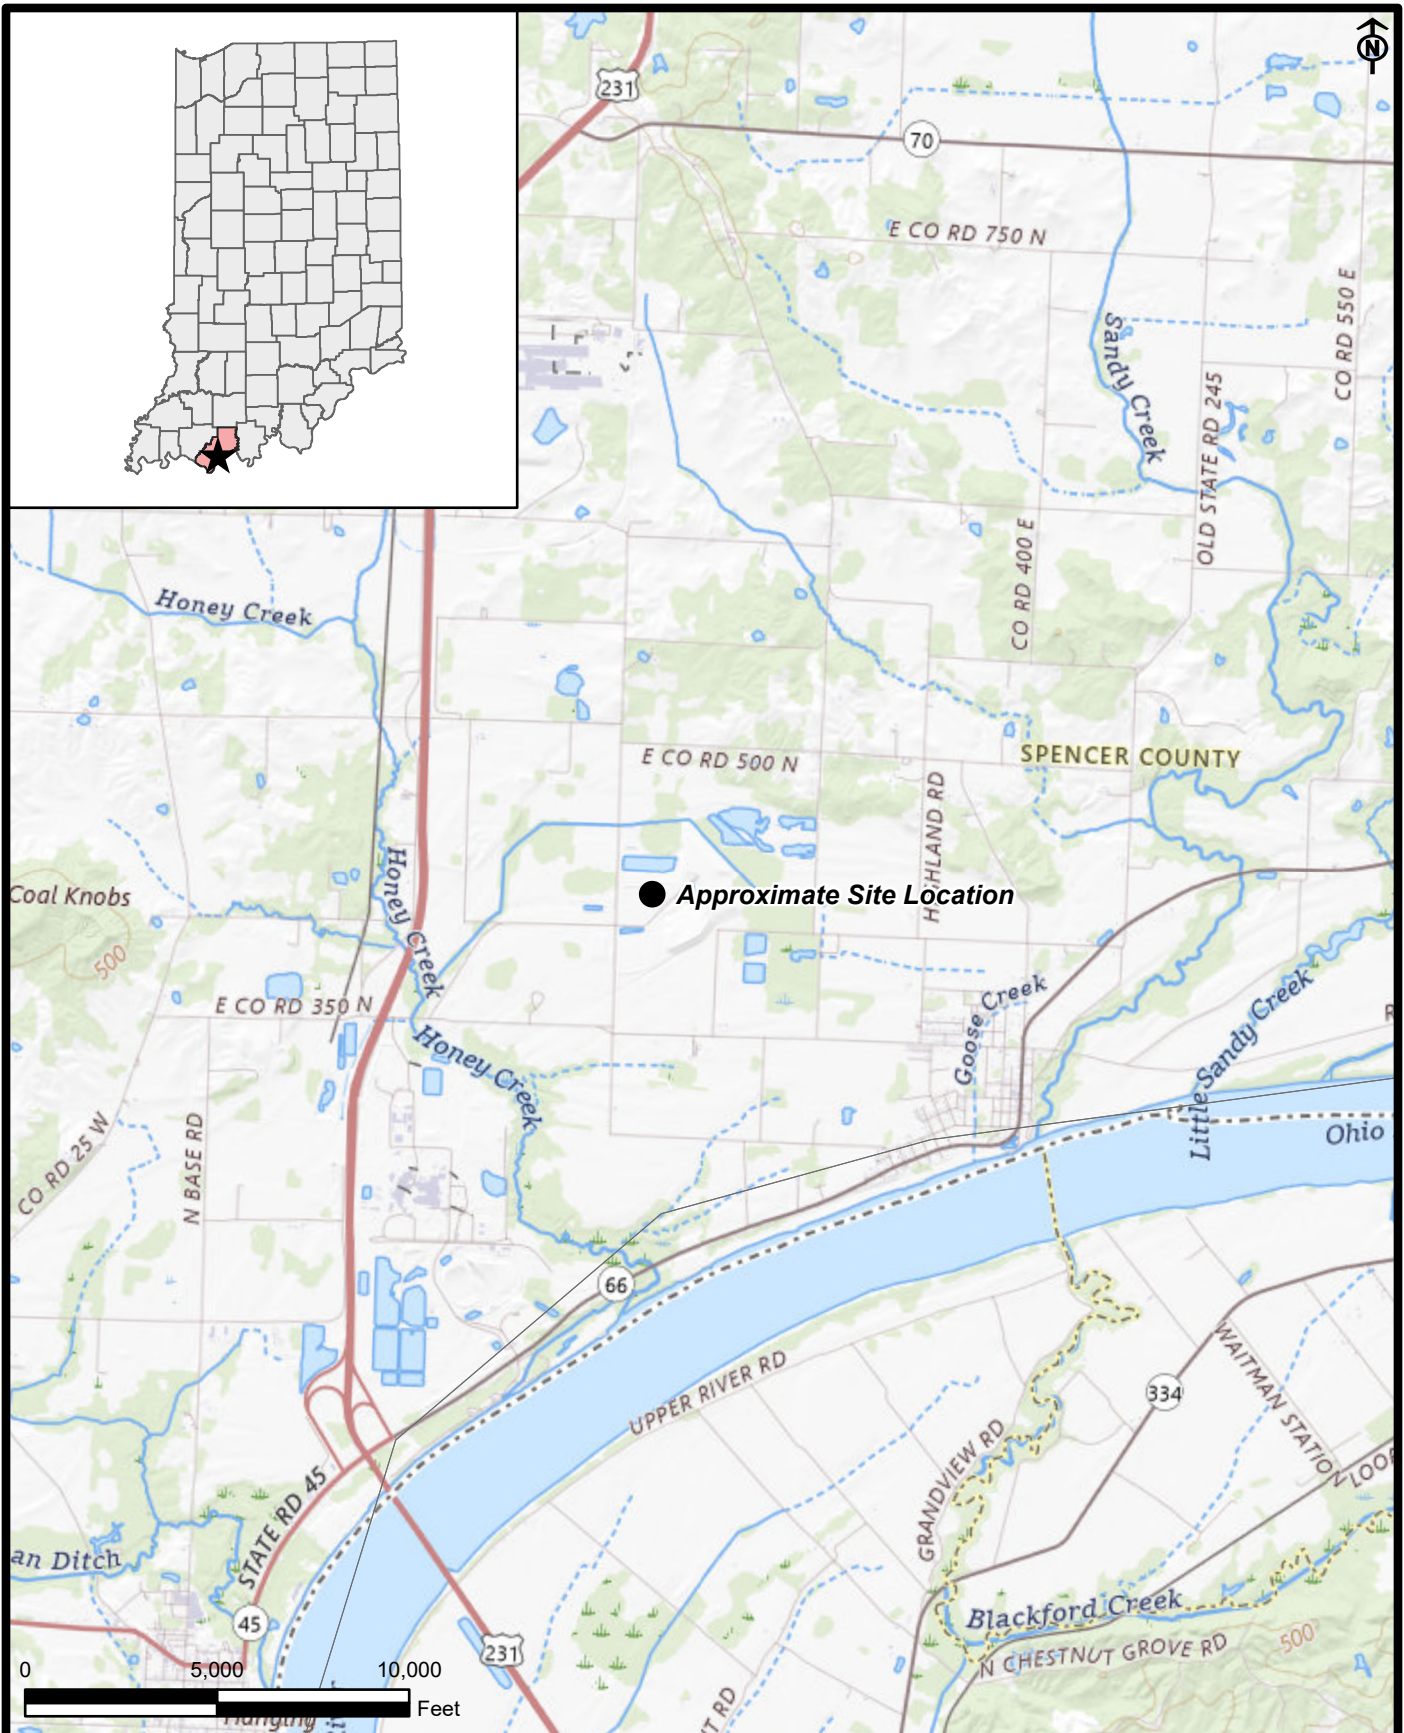 N
231
70
E CO RD 750 N
Sandy Creek
CO RD 550 E
OLD STATE RD 245
CO RD 400 E
Honey Creek
E CO RD 500 N
SPENCER COUNTY
HIGHLAND RD
Honey Creek
Coal Knobs
500
Approximate Site Location
E CO RD 350 N
Honey Creek
Goose Creek
Little Sandy Creek
Ohio
CO RD 25 W
N BASE RD
66
UPPER RIVER RD
334
WAITMAN STATION LOOP
GRANDVIEW RD
STATE RD 45
an Ditch
45
231
Blackford Creek
N CHESTNUT GROVE RD
500
0 5,000 10,000
Feet
T RD